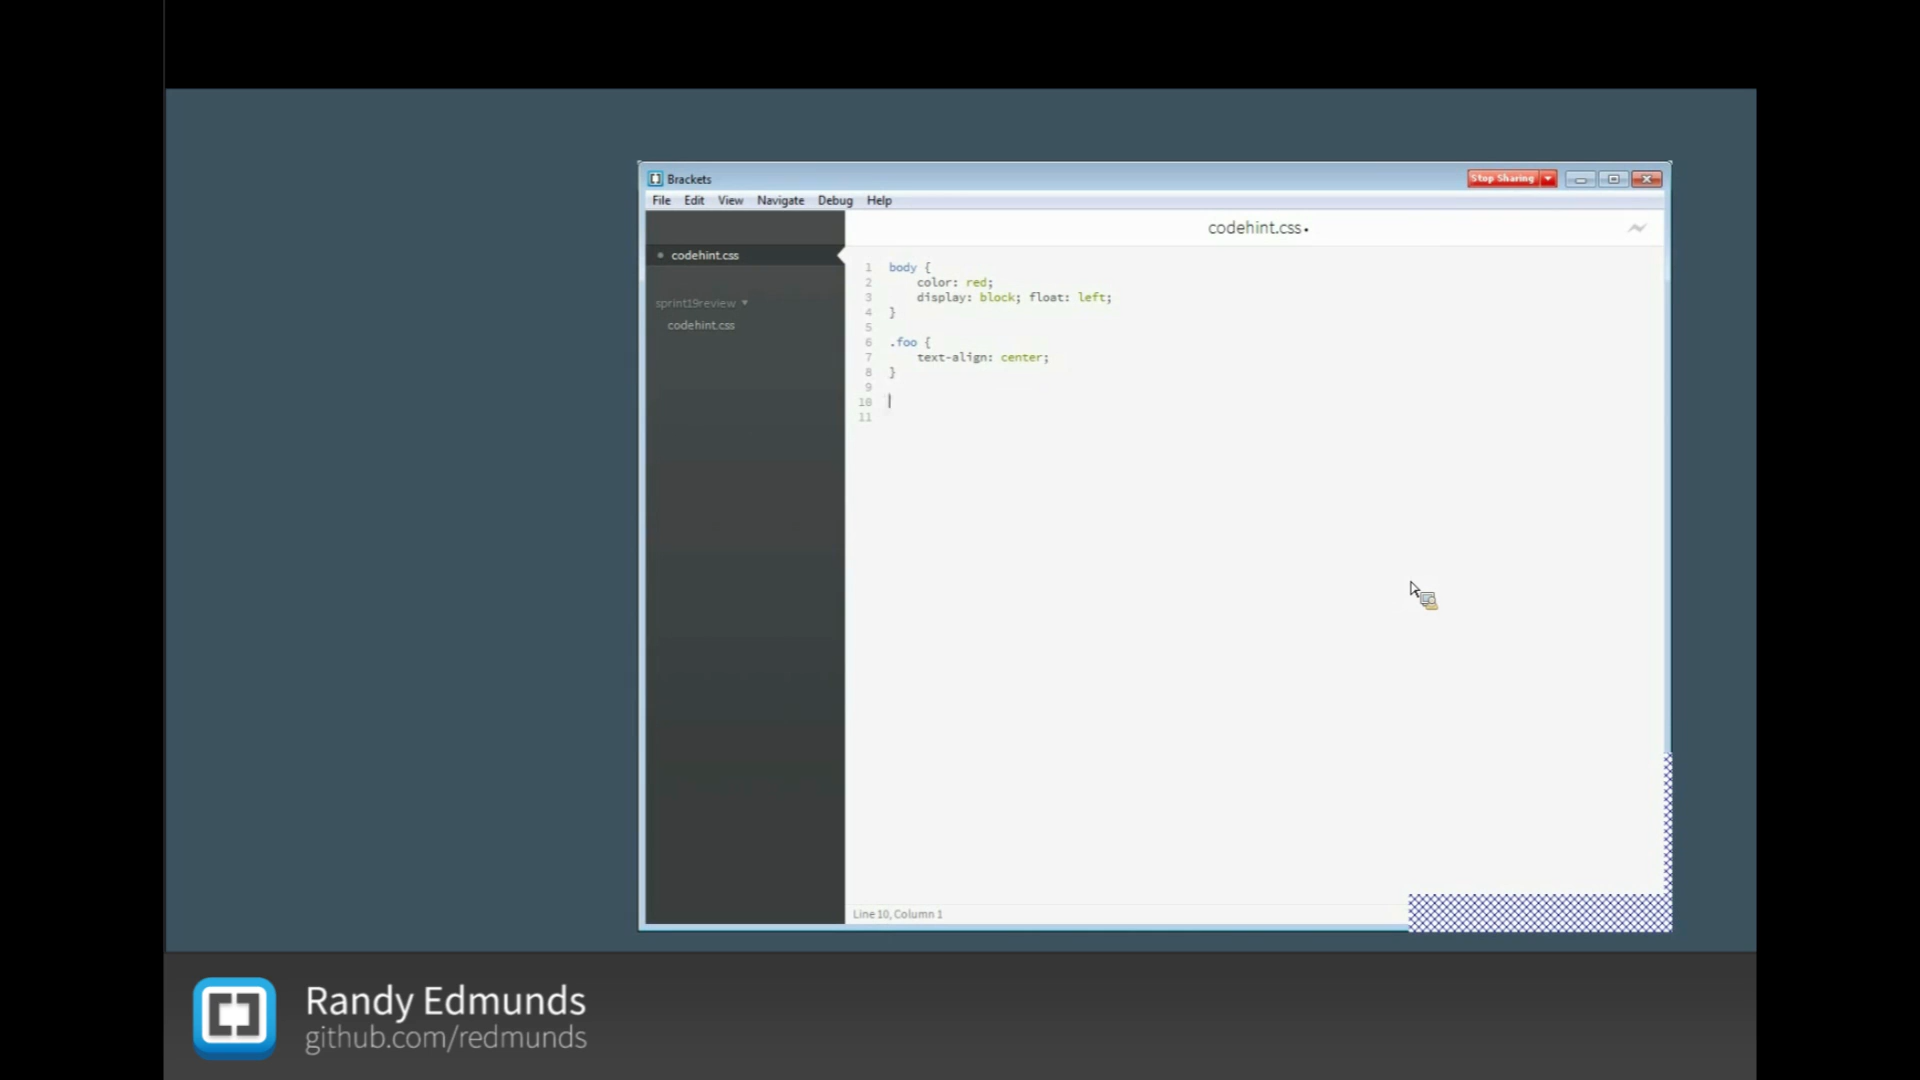 Brackets
Stop Sharing
File Edit View Navigate Debug Help
codehint.css•
• codehint.css
sprint19review ▾
codehint.css
1 body {
2     color: red;
3     display: block; float: left;
4 }
5
6 .foo {
7     text-align: center;
8 }
9
10
11
Line 10, Column 1
Randy Edmunds
github.com/redmunds